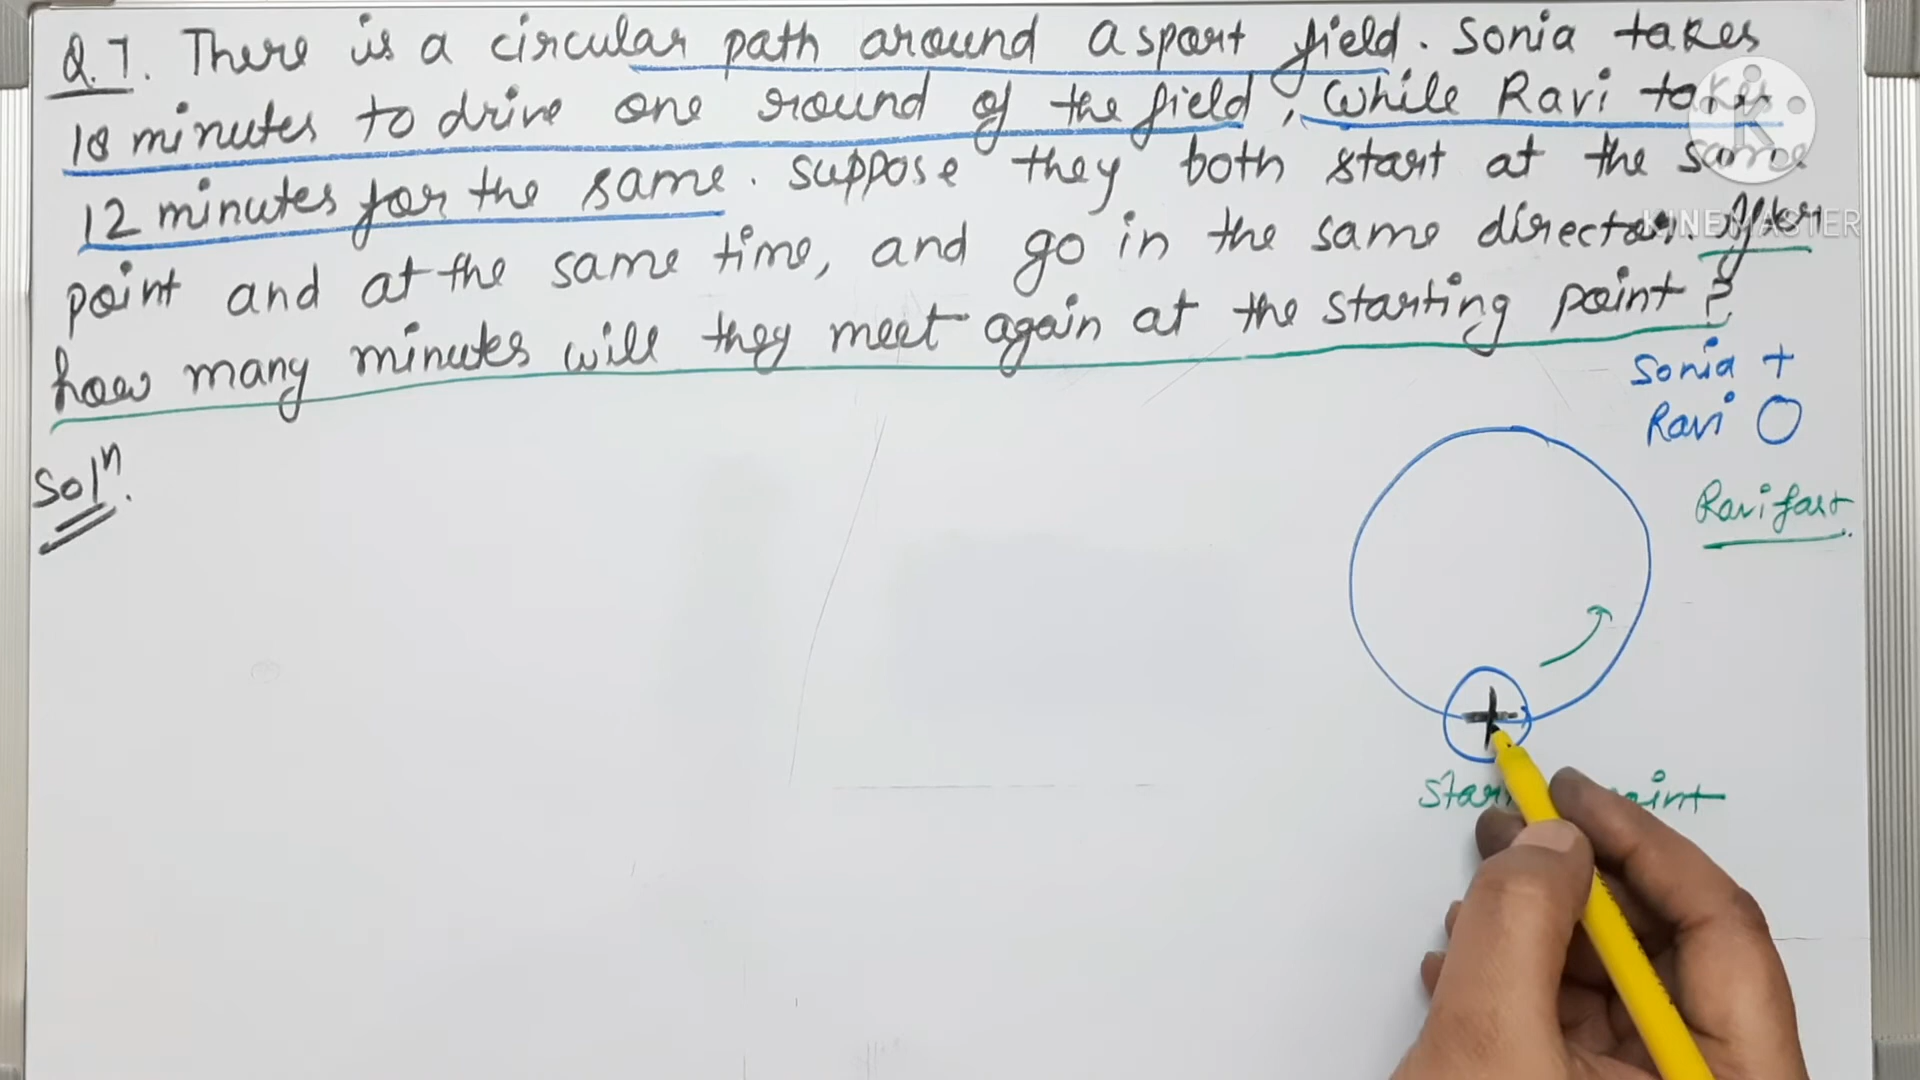 Q.7. There is a circular path around a sport field. Sonia takes
18 minutes to drive one round of the field, while Ravi takes
12 minutes for the same. suppose they both start at the same
point and at the same time, and go in the same direction. After
how many minutes will they meet again at the starting point?
Sonia +
Ravi O
Ravi fast.
Solⁿ.
K
KINEMASTER